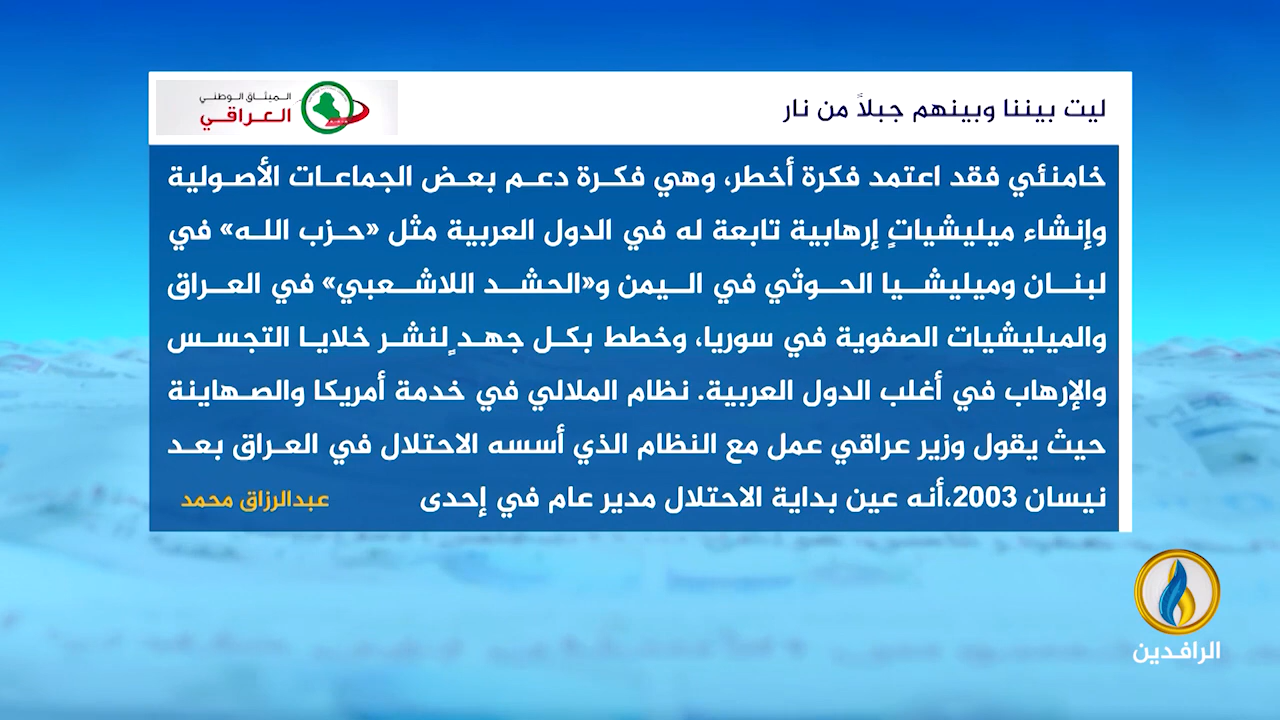 ليت بيننا وبينهم جبلاً من نار
الميثاق الوطني
العراقي
خامنئي فقد اعتمد فكرة أخطر، وهي فكرة دعم بعض الجماعات الأصولية
وإنشاء ميليشياتٍ إرهابية تابعة له في الدول العربية مثل «حزب الله» في
لبنان وميليشيا الحوثي في اليمن و«الحشد اللاشعبي» في العراق
والميليشيات الصفوية في سوريا، وخطط بكل جهدٍ لنشر خلايا التجسس
والإرهاب في أغلب الدول العربية. نظام الملالي في خدمة أمريكا والصهاينة
حيث يقول وزير عراقي عمل مع النظام الذي أسسه الاحتلال في العراق بعد
نيسان 2003،أنه عين بداية الاحتلال مدير عام في إحدى
عبدالرزاق محمد
الرافدين